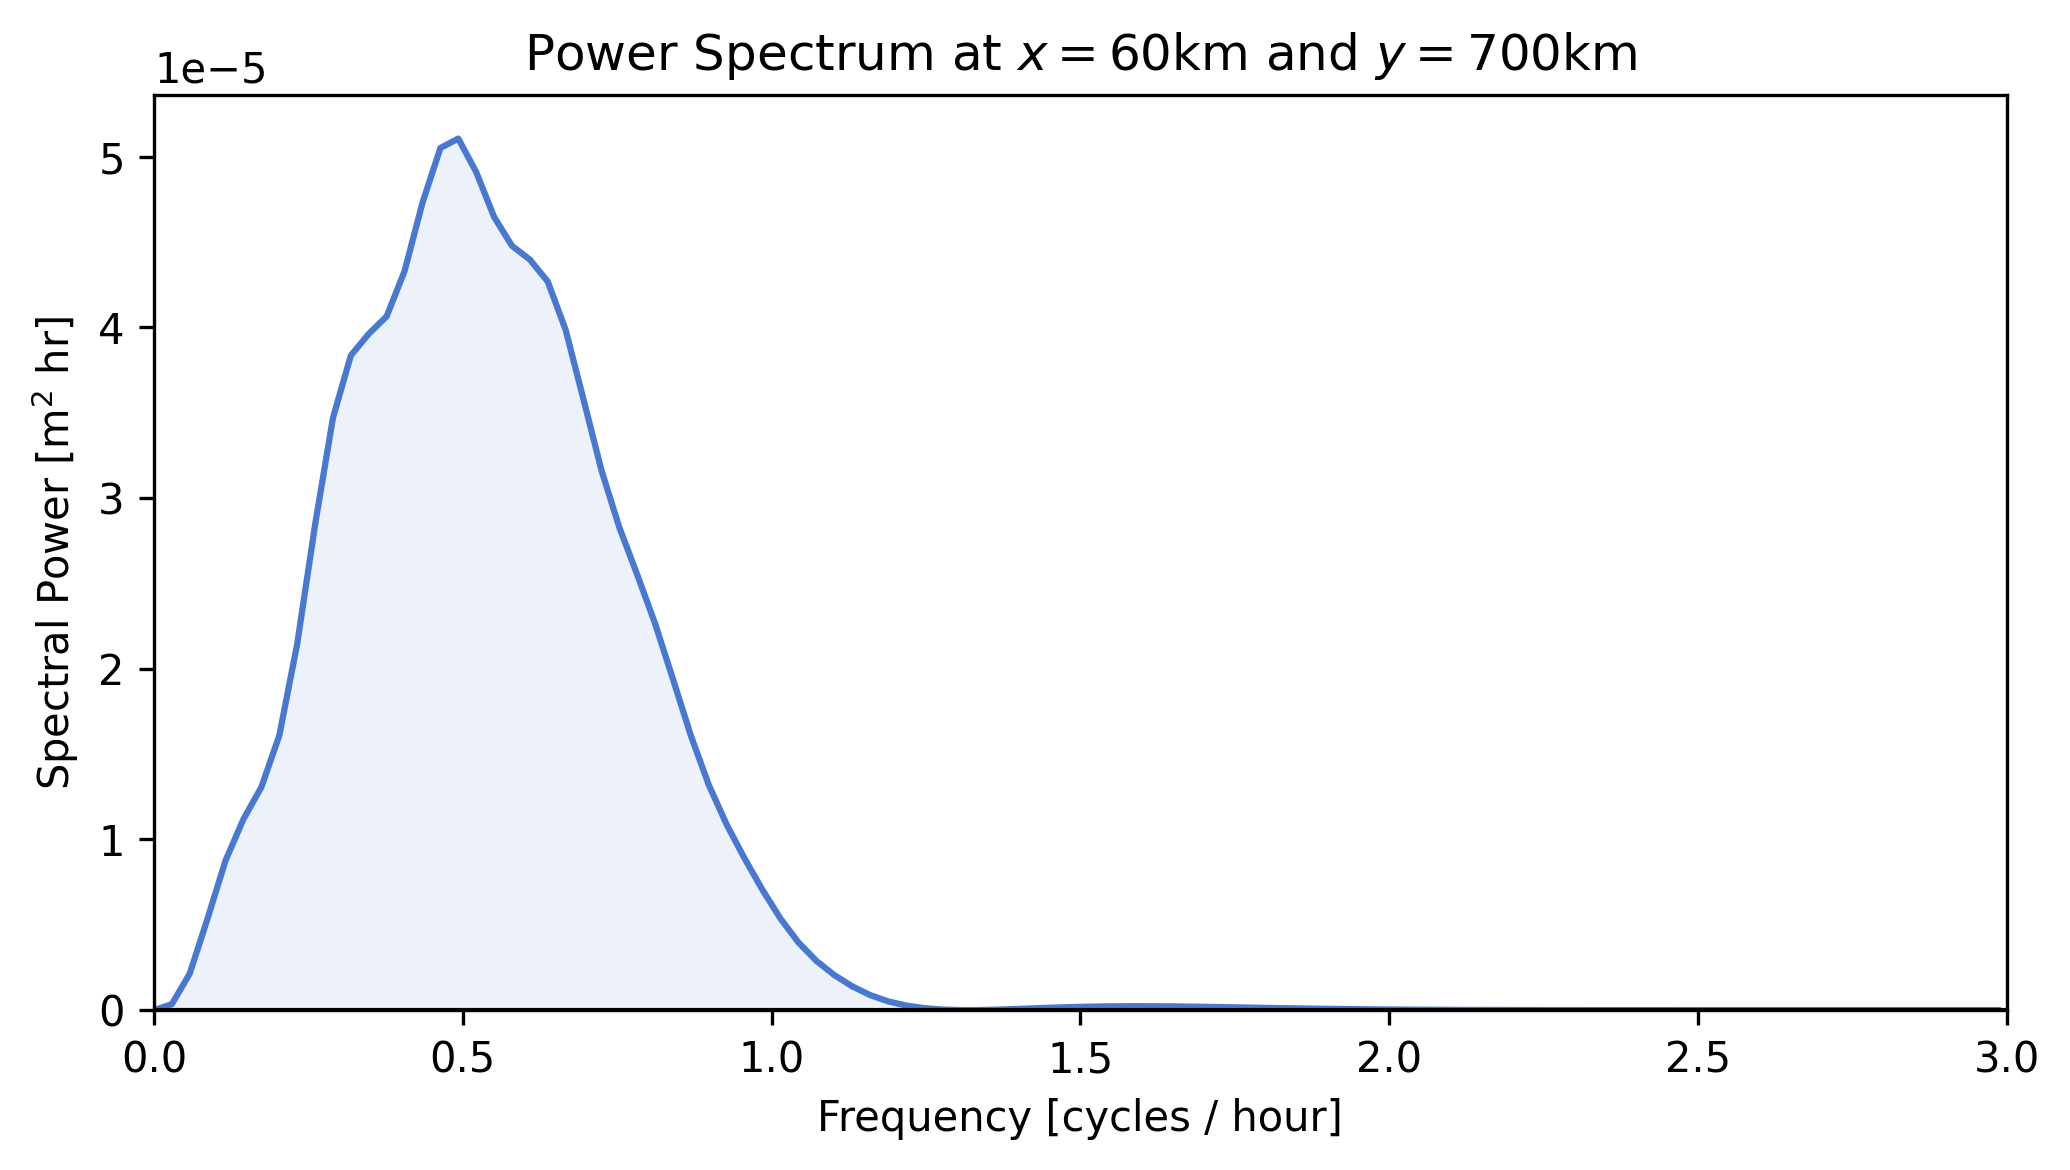 Power Spectrum at x = 60km and y = 700km
1e−5
5
4
3
2
1
0
Spectral Power [m² hr]
0.0 0.5 1.0 1.5 2.0 2.5 3.0
Frequency [cycles / hour]